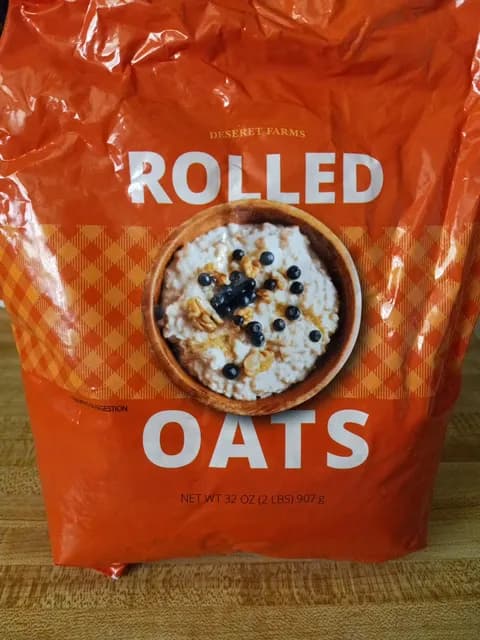 DESERET FARMS
ROLLED
OATS
NET WT 32 OZ (2 LBS) 907 g